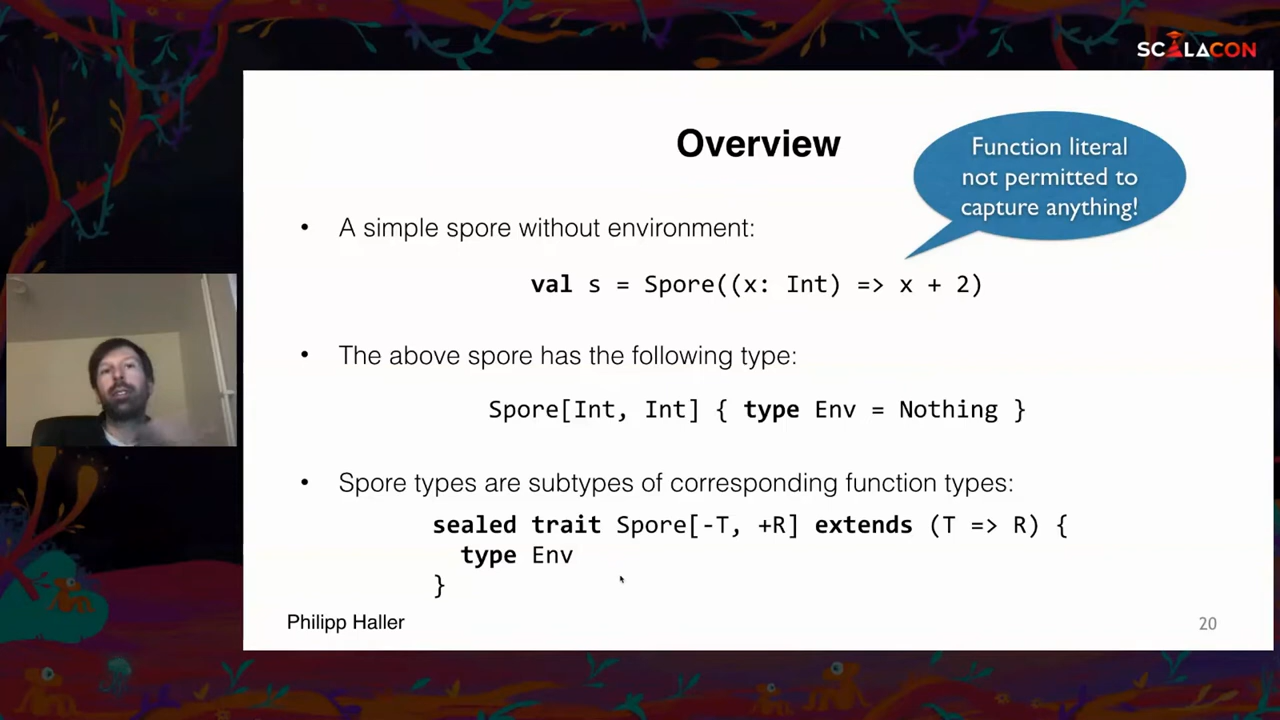 SCALACON
Overview
Function literal
not permitted to
capture anything!
• A simple spore without environment:
val s = Spore((x: Int) => x + 2)
• The above spore has the following type:
Spore[Int, Int] { type Env = Nothing }
• Spore types are subtypes of corresponding function types:
sealed trait Spore[-T, +R] extends (T => R) {
type Env
}
Philipp Haller
20